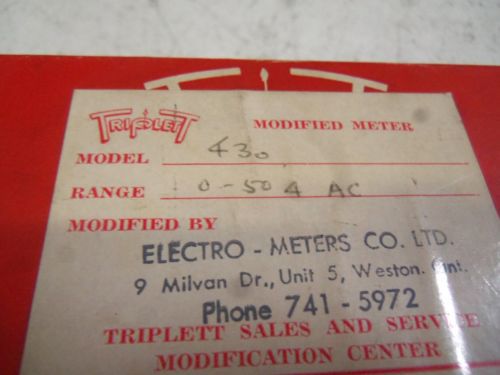 TRIPLETT MODIFIED METER
MODEL 430
RANGE 0-50 4 AC
MODIFIED BY
ELECTRO - METERS CO. LTD.
9 Milvan Dr., Unit 5, Weston. Ont.
Phone 741 - 5972
TRIPLETT SALES AND SERVICE
MODIFICATION CENTER